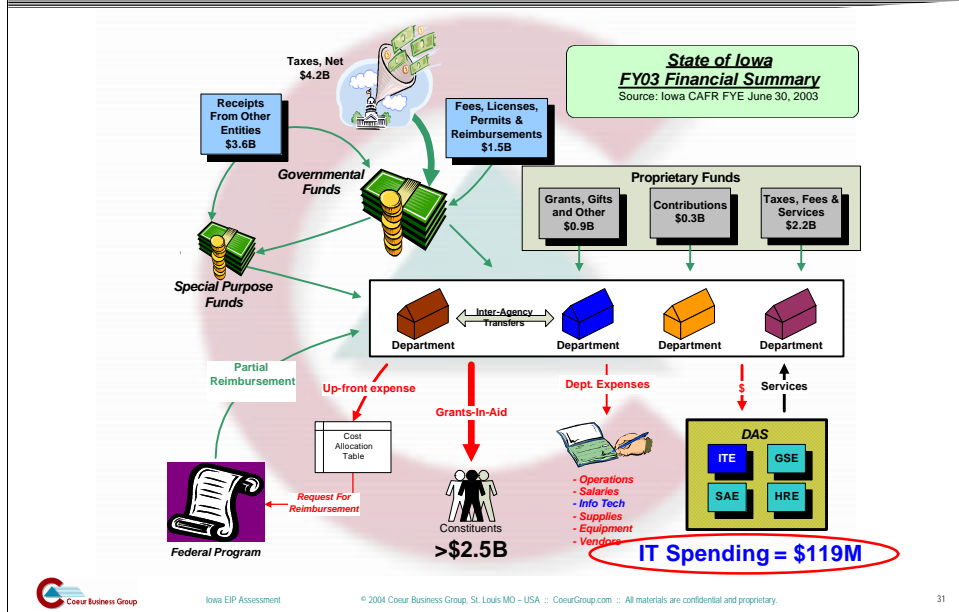 State of Iowa
FY03 Financial Summary
Source: Iowa CAFR FYE June 30, 2003
Taxes, Net
$4.2B
Receipts
From Other
Entities
$3.6B
Fees, Licenses,
Permits &
Reimbursements
$1.5B
Governmental
Funds
Proprietary Funds
Grants, Gifts
and Other
$0.9B
Contributions
$0.3B
Taxes, Fees &
Services
$2.2B
Special Purpose
Funds
Inter-Agency
Transfers
Department
Department
Department
Department
Partial
Reimbursement
Up-front expense
Grants-In-Aid
Dept. Expenses
$
Services
Cost
Allocation
Table
Request For
Reimbursement
Federal Program
Constituents
>$2.5B
- Operations
- Salaries
- Info Tech
- Supplies
- Equipment
- Vendors
DAS
ITE
GSE
SAE
HRE
IT Spending = $119M
Coeur Business Group
Iowa EIP Assessment
© 2004 Coeur Business Group, St. Louis MO – USA :: CoeurGroup.com :: All materials are confidential and proprietary.
31